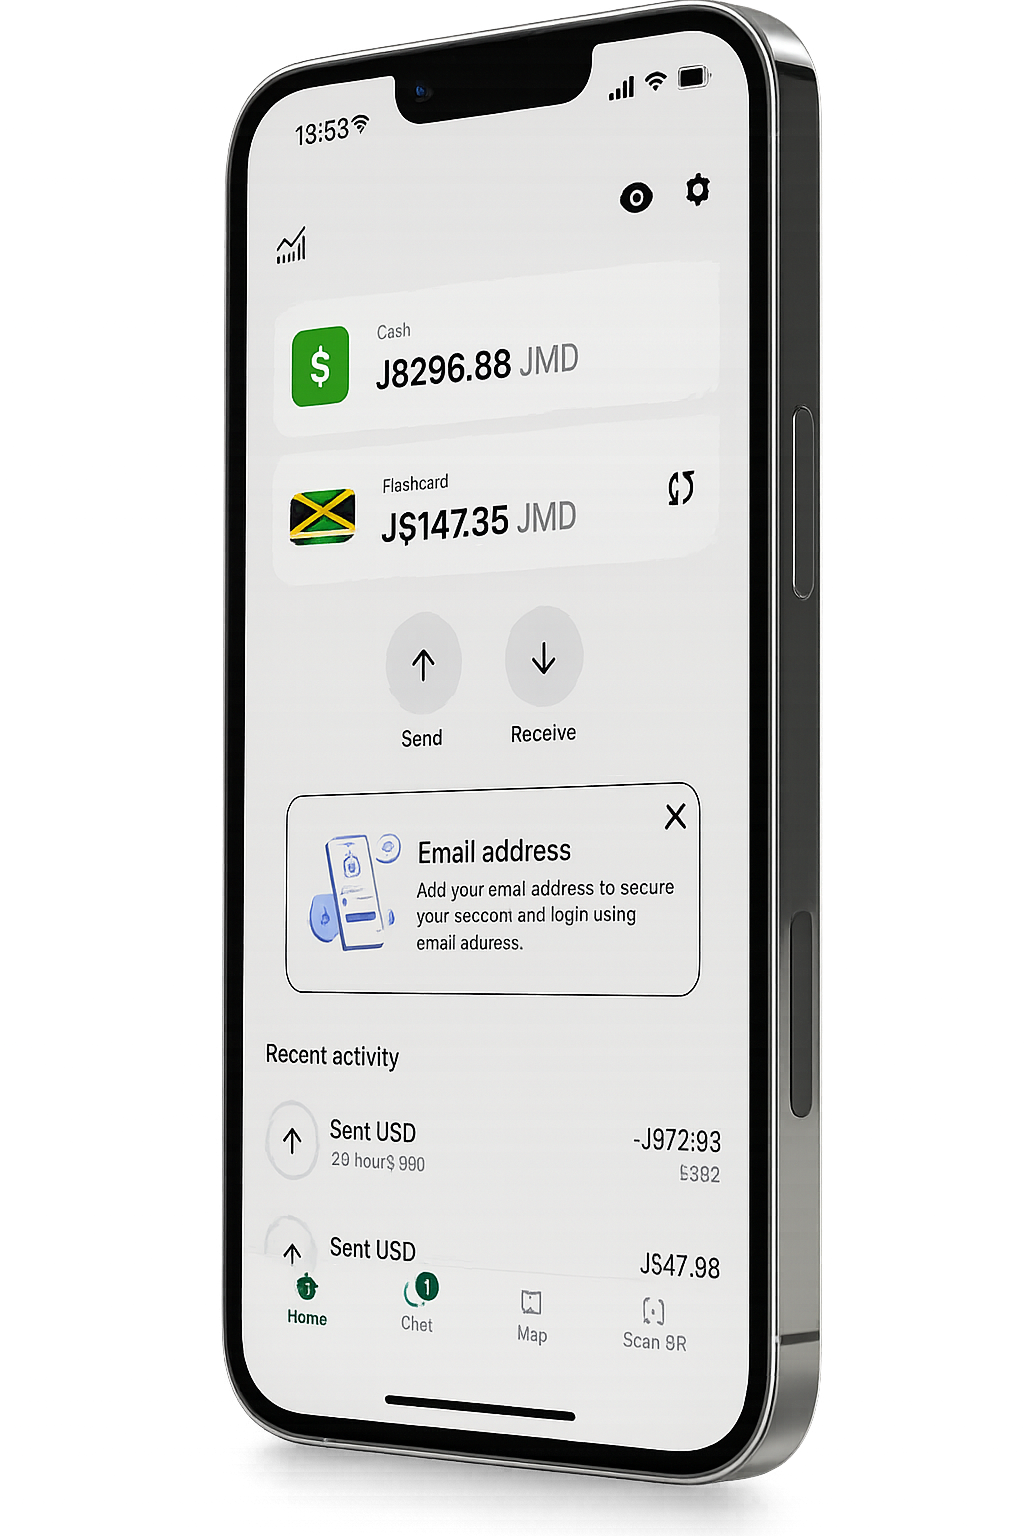 13:53
Cash
J8296.88 JMD
Flashcard
J$147.35 JMD
Send
Receive
Email address
Add your emal address to secure
your seccomt and login using
email aduress.
Recent activity
Sent USD
-J972:93
29 hour$ 990
$382
Sent USD
J$47.98
1
Home
Chet
Map
Scan QR